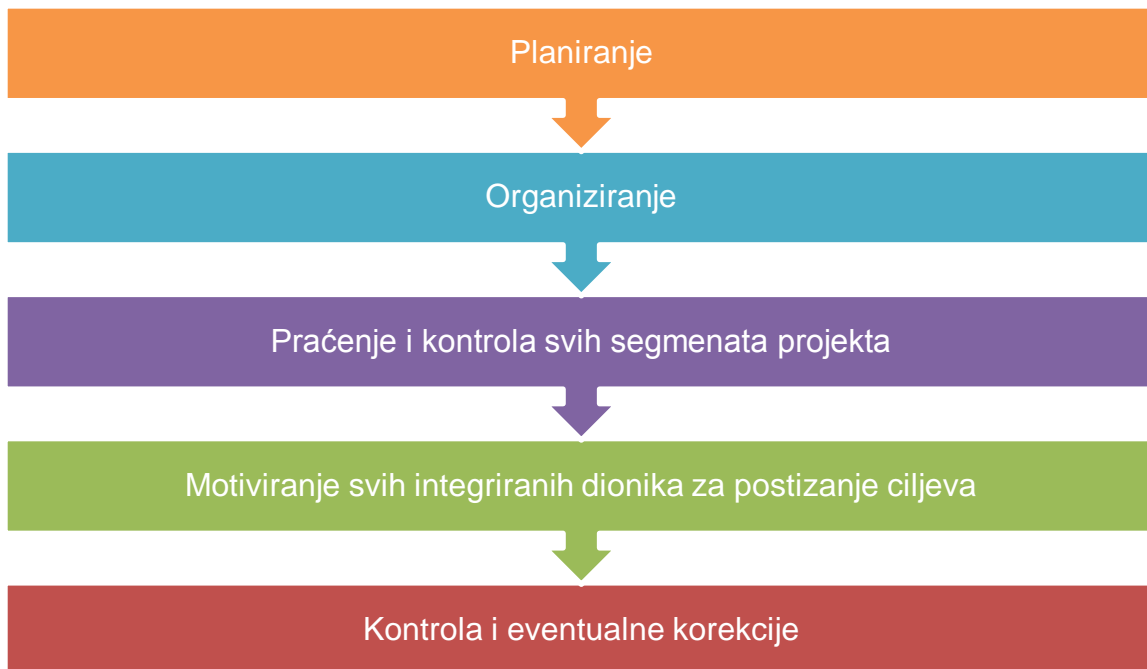 Planiranje
Organiziranje
Praćenje i kontrola svih segmenata projekta
Motiviranje svih integriranih dionika za postizanje ciljeva
Kontrola i eventualne korekcije